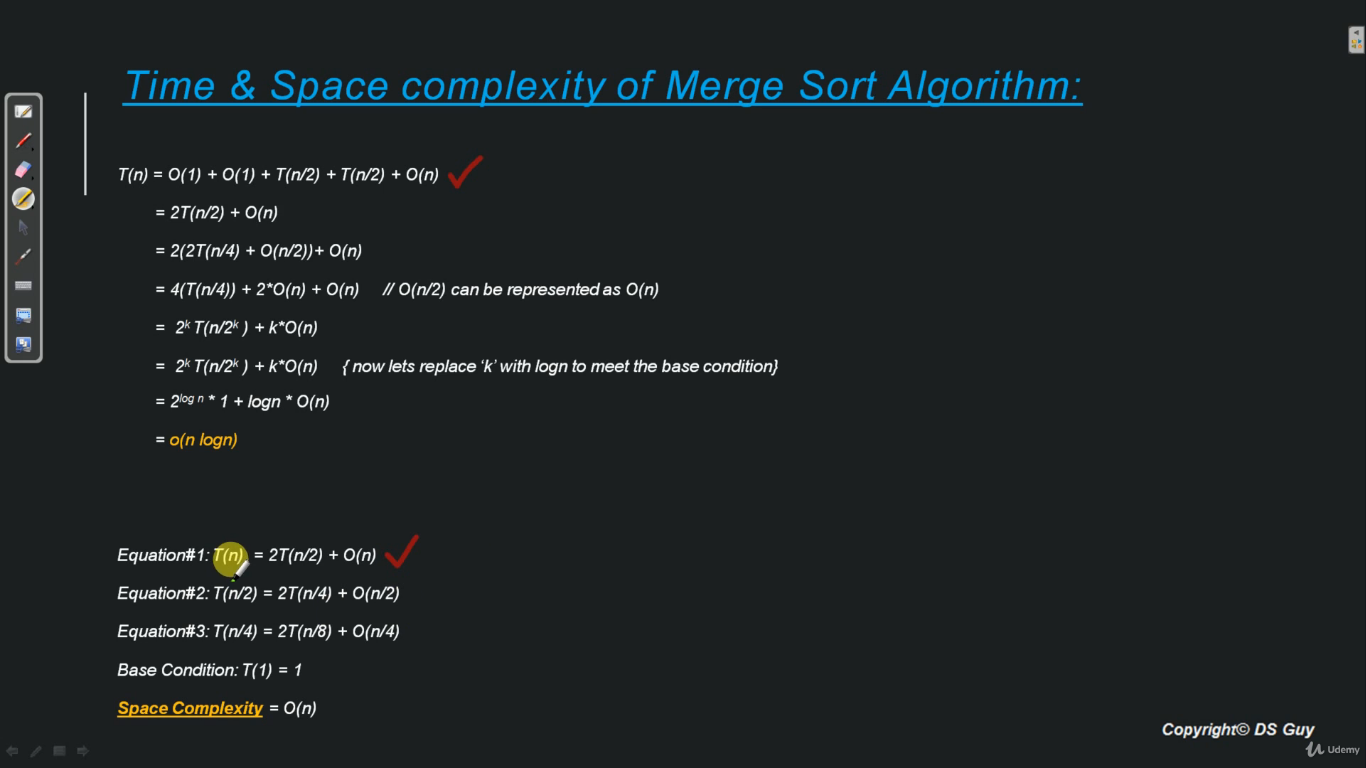 Time & Space complexity of Merge Sort Algorithm:
T(n) = O(1) + O(1) + T(n/2) + T(n/2) + O(n)
= 2T(n/2) + O(n)
= 2(2T(n/4) + O(n/2))+ O(n)
= 4(T(n/4)) + 2*O(n) + O(n) // O(n/2) can be represented as O(n)
= 2ᵏ T(n/2ᵏ ) + k*O(n)
= 2ᵏ T(n/2ᵏ ) + k*O(n) { now lets replace ‘k’ with logn to meet the base condition}
= 2^log n * 1 + logn * O(n)
= o(n logn)
Equation#1: T(n) = 2T(n/2) + O(n)
Equation#2: T(n/2) = 2T(n/4) + O(n/2)
Equation#3: T(n/4) = 2T(n/8) + O(n/4)
Base Condition: T(1) = 1
Space Complexity = O(n)
Copyright© DS Guy
Udemy